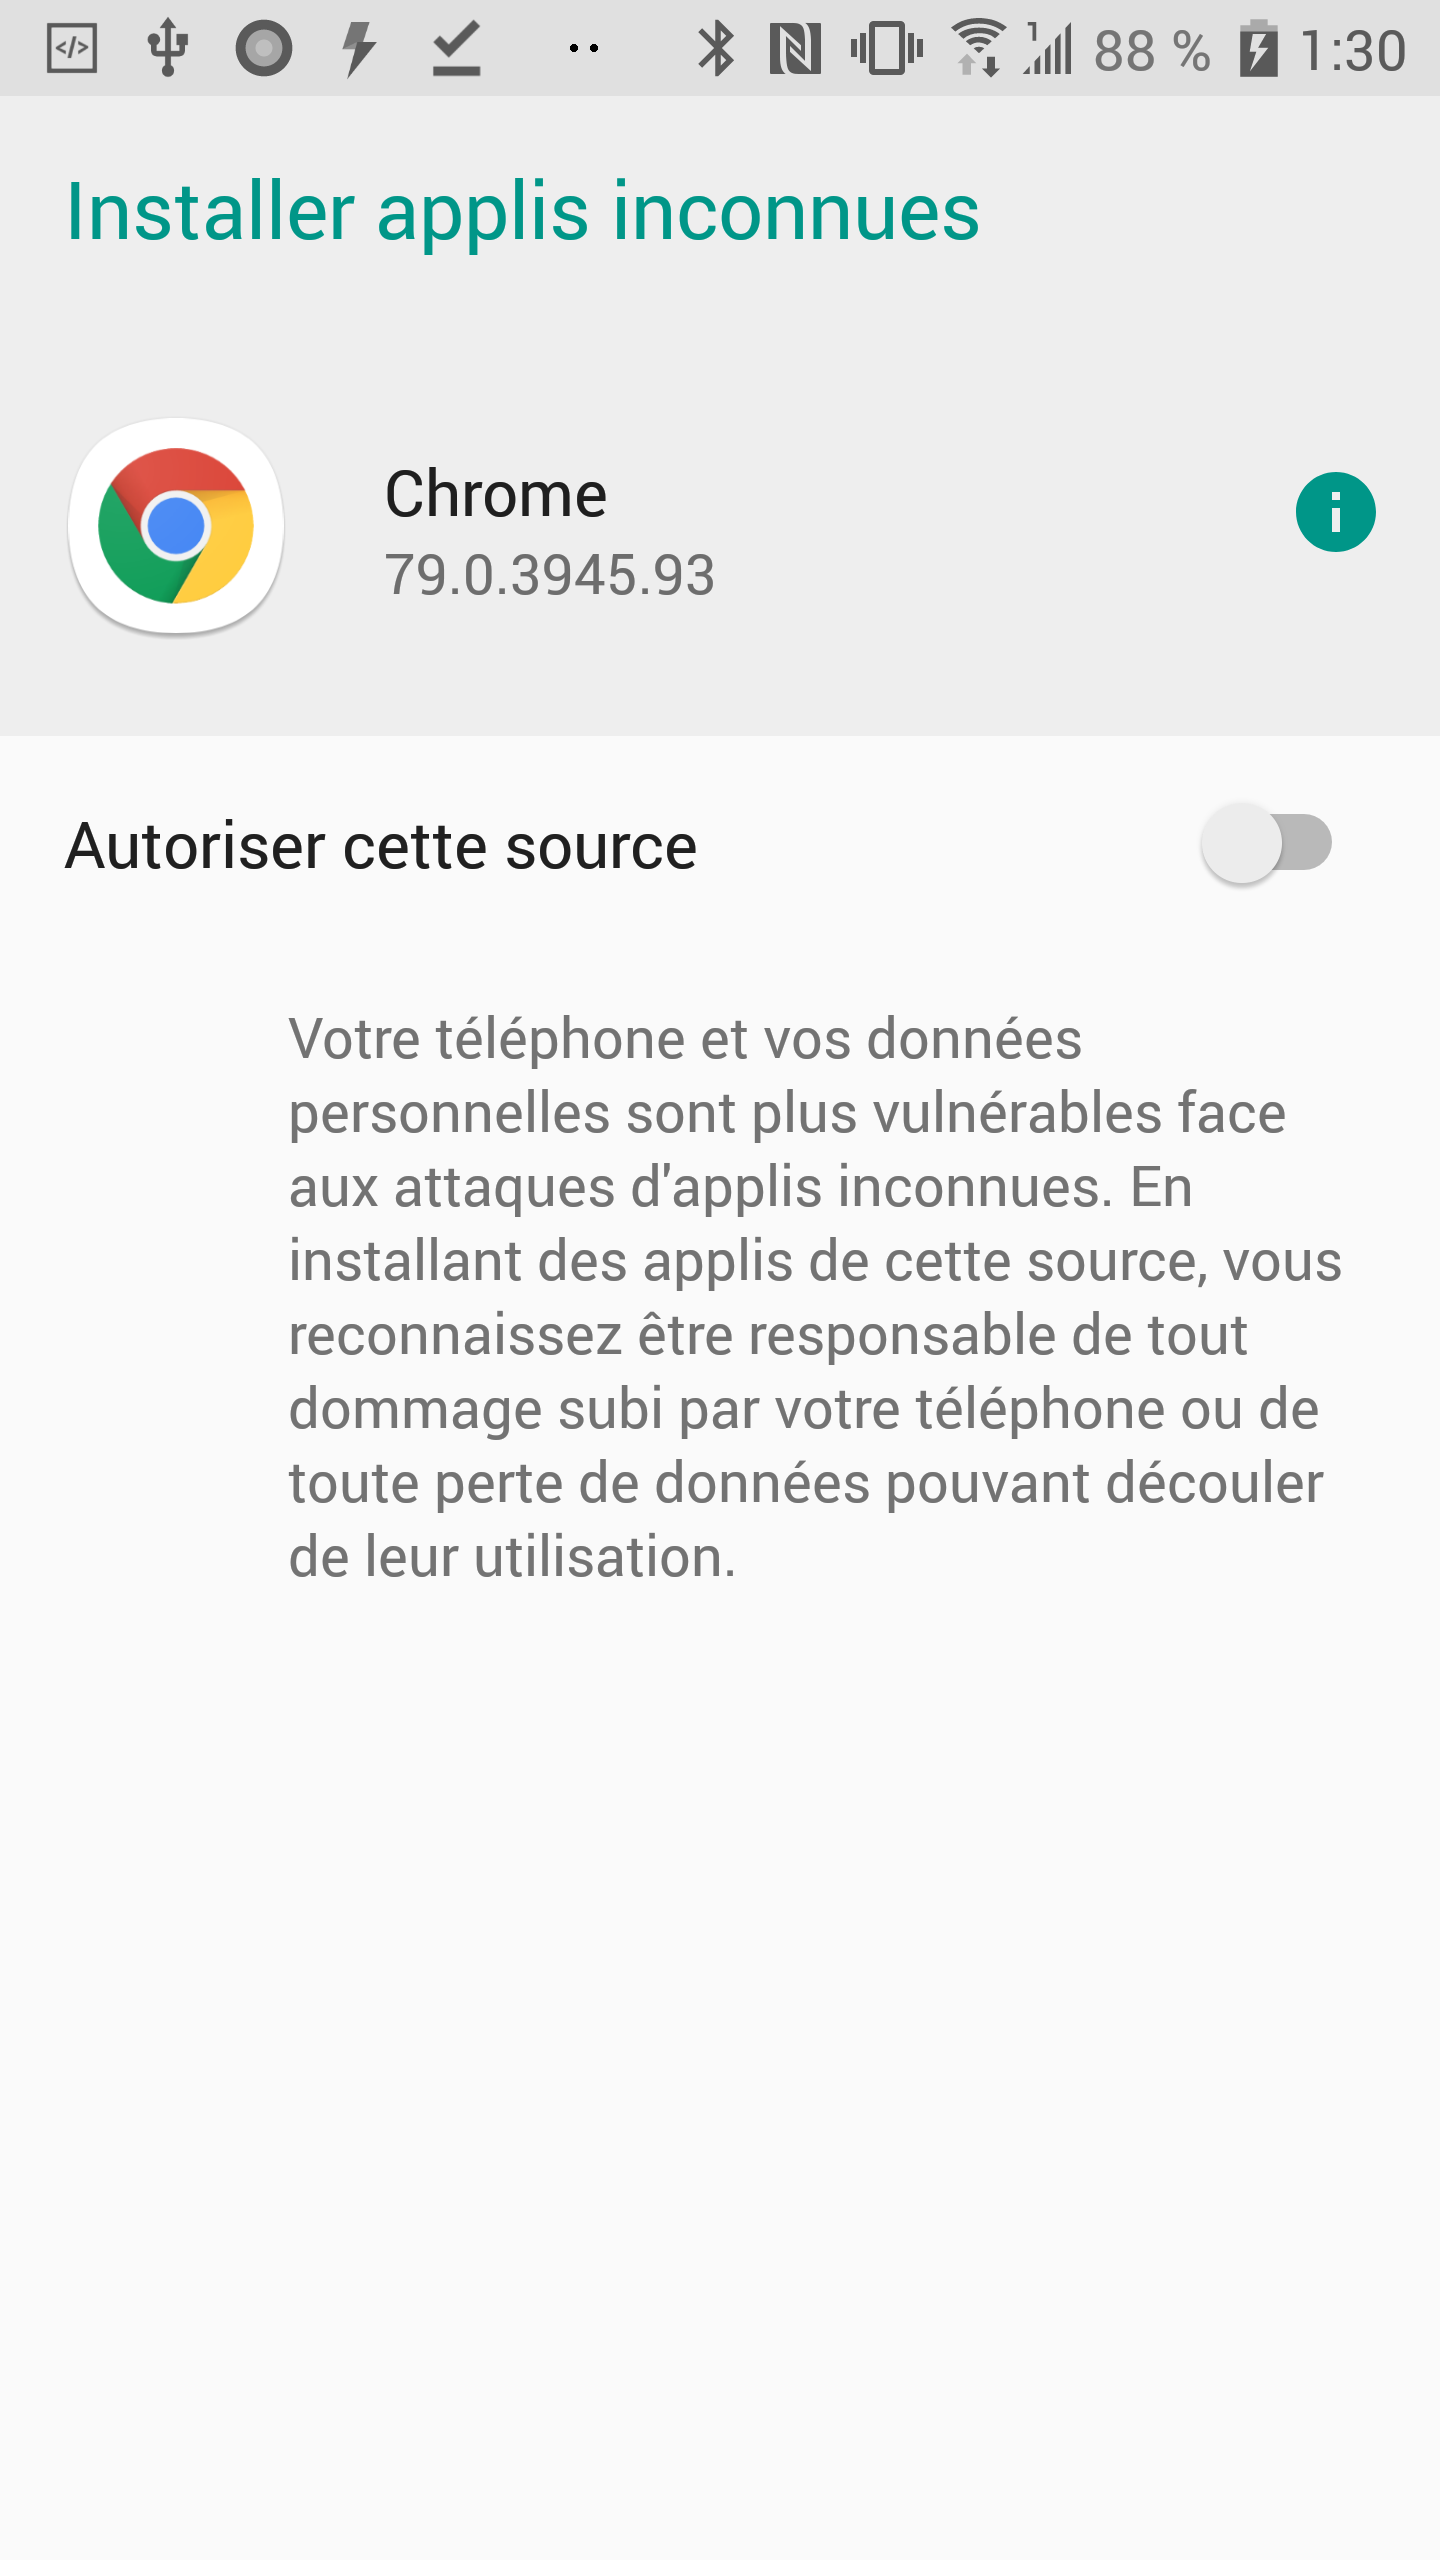 88 % 1:30
Installer applis inconnues
Chrome
79.0.3945.93
Autoriser cette source
Votre téléphone et vos données
personnelles sont plus vulnérables face
aux attaques d'applis inconnues. En
installant des applis de cette source, vous
reconnaissez être responsable de tout
dommage subi par votre téléphone ou de
toute perte de données pouvant découler
de leur utilisation.